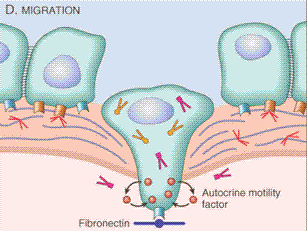 D. MIGRATION
Autocrine motility
factor
Fibronectin